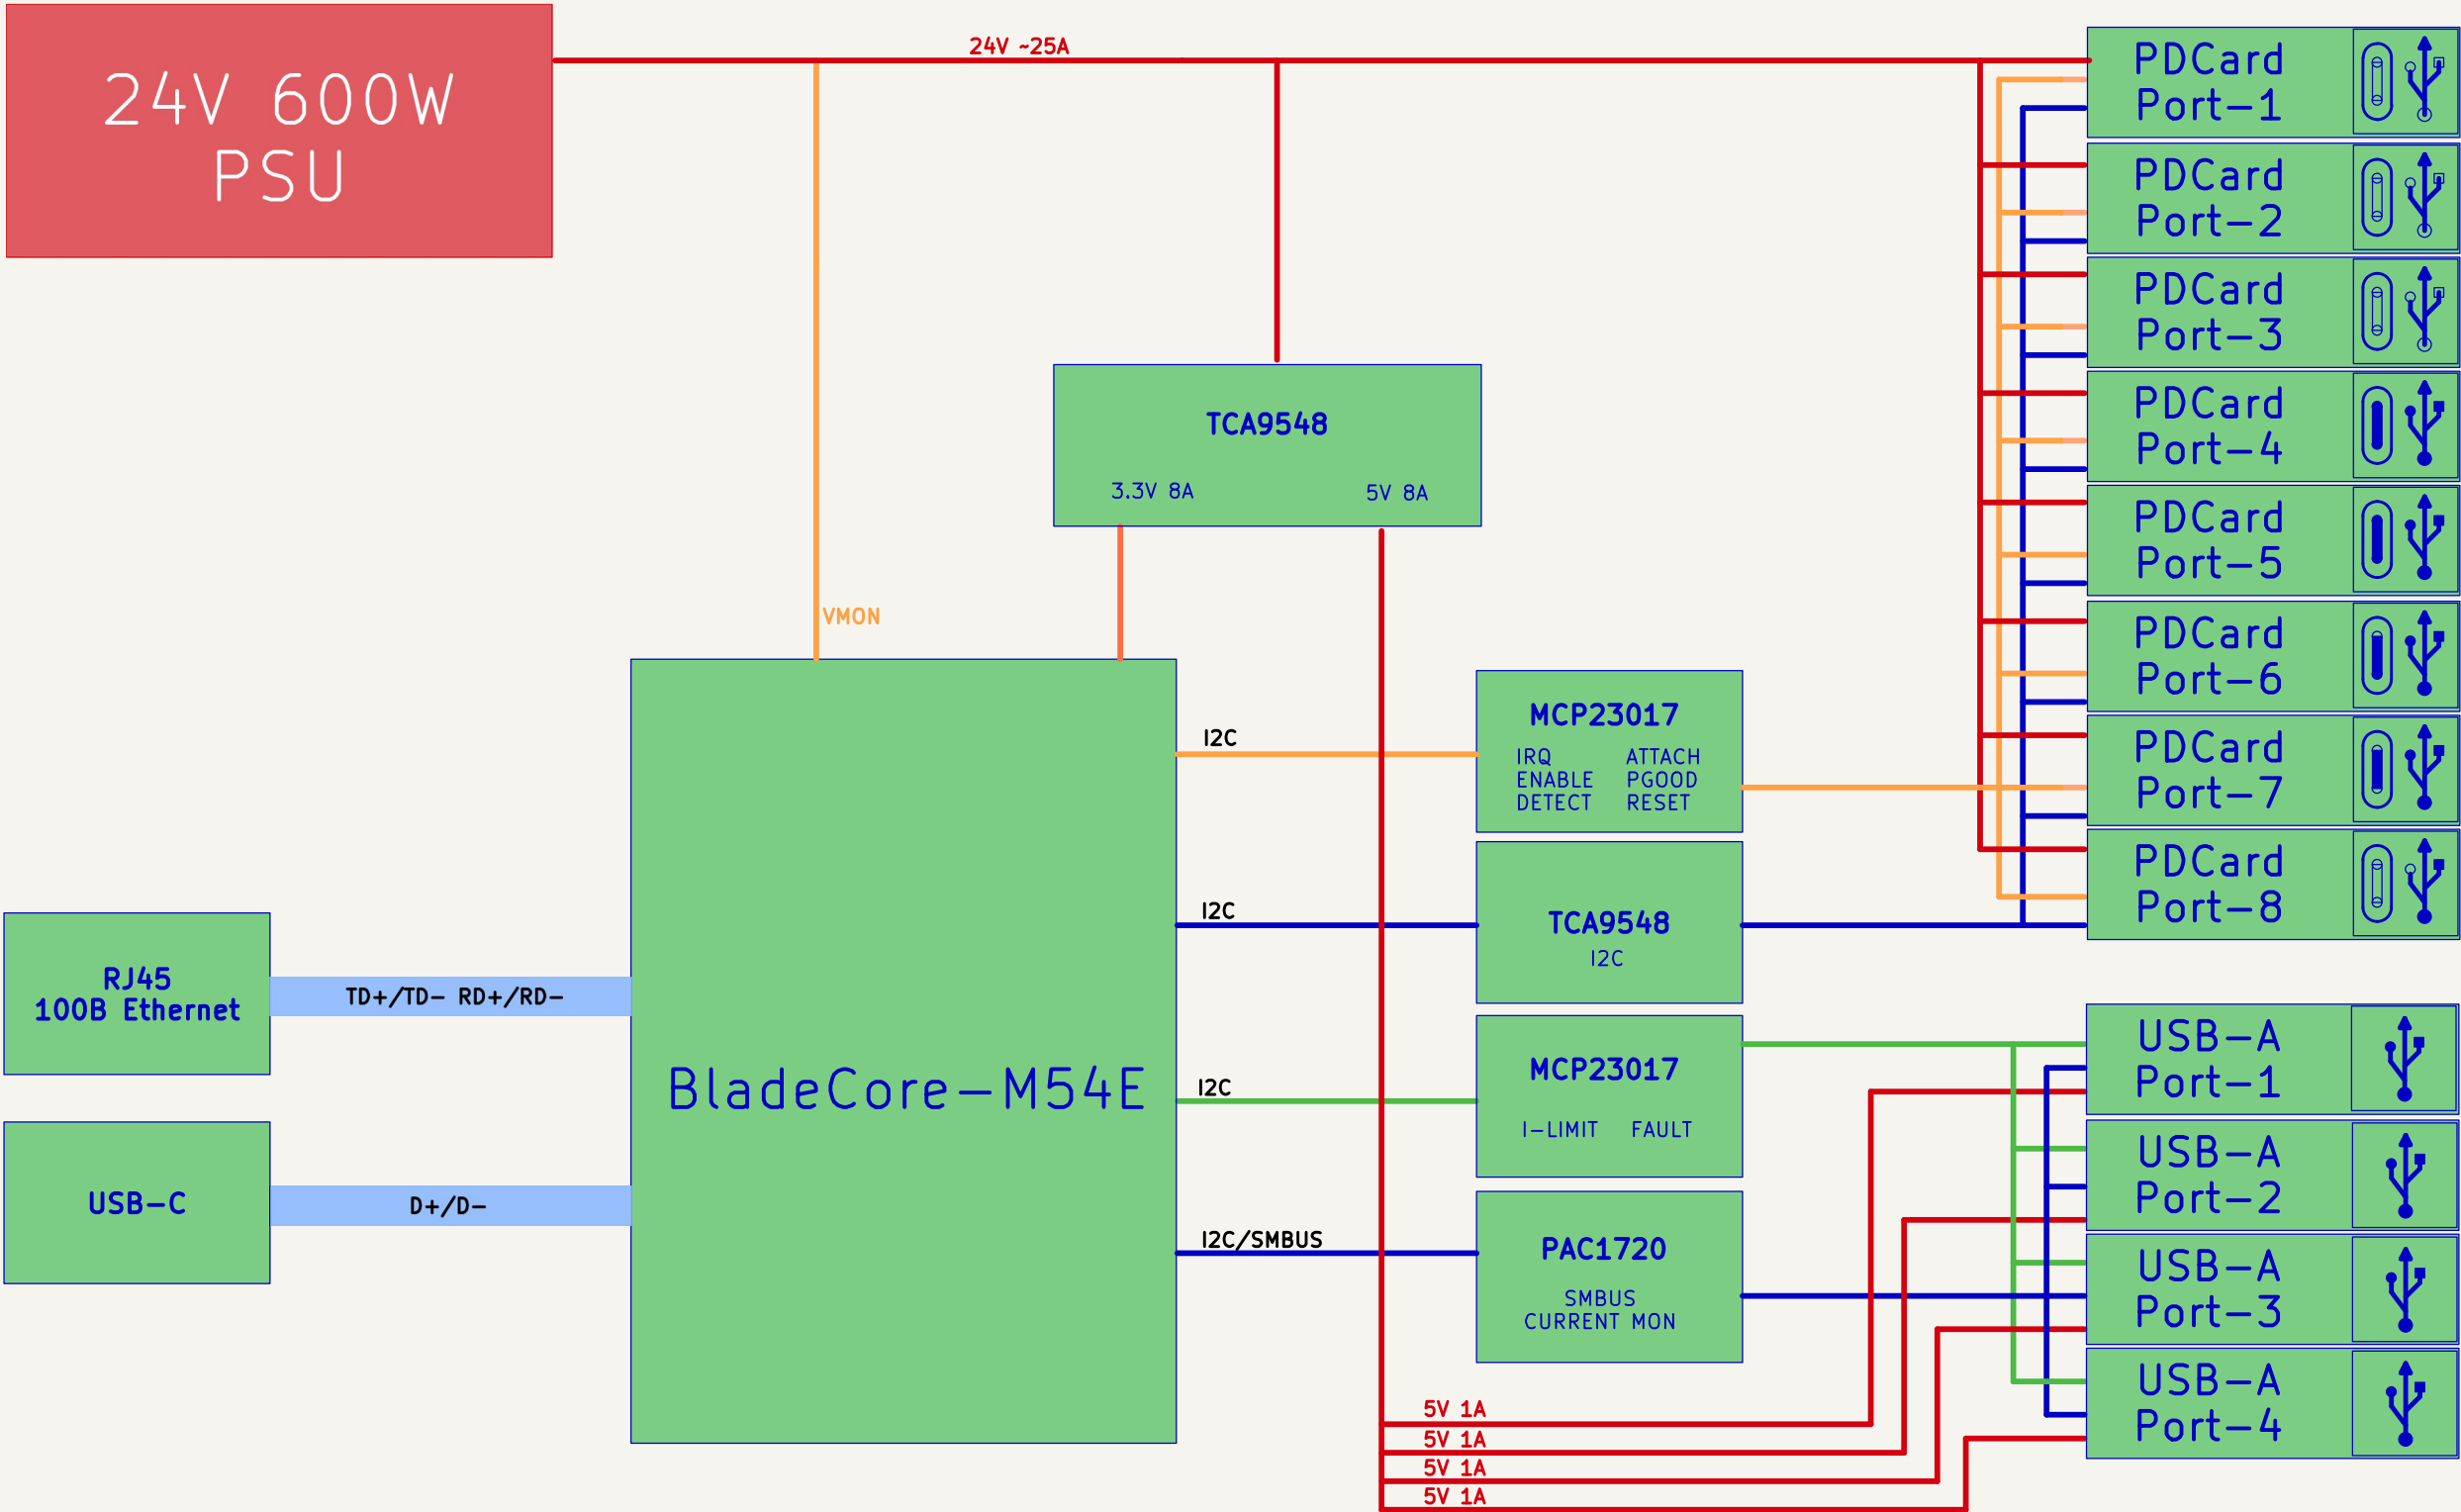 24V 600W
PSU
24V ~25A
VMON
TCA9548
3.3V 8A
5V 8A
PDCard
Port-1
PDCard
Port-2
PDCard
Port-3
PDCard
Port-4
PDCard
Port-5
PDCard
Port-6
PDCard
Port-7
PDCard
Port-8
RJ45
100B Ethernet
TD+/TD- RD+/RD-
USB-C
D+/D-
BladeCore-M54E
I2C
MCP23017
IRQ ATTACH
ENABLE PGOOD
DETECT RESET
I2C
TCA9548
I2C
I2C
MCP23017
I-LIMIT FAULT
I2C/SMBUS
PAC1720
SMBUS
CURRENT MON
USB-A
Port-1
USB-A
Port-2
USB-A
Port-3
USB-A
Port-4
5V 1A
5V 1A
5V 1A
5V 1A